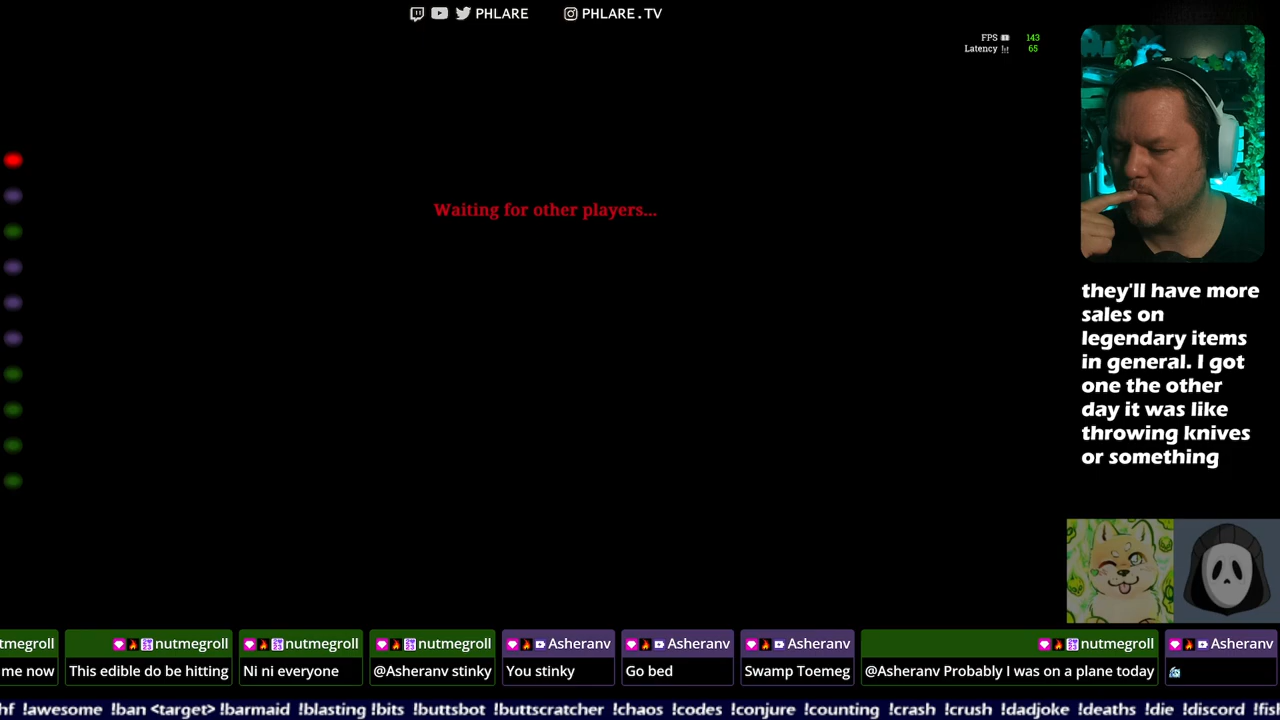 PHLARE PHLARE.TV
FPS 143
Latency 65
Waiting for other players...
they'll have more
sales on
legendary items
in general. I got
one the other
day it was like
throwing knives
or something
tmegroll nutmegroll nutmegroll nutmegroll Asheranv Asheranv Asheranv nutmegroll Asheranv
me now This edible do be hitting Ni ni everyone @Asheranv stinky You stinky Go bed Swamp Toemeg @Asheranv Probably I was on a plane today
hf !awesome !ban <target> !barmaid !blasting !bits !buttsbot !buttscratcher !chaos !codes !conjure !counting !crash !crush !dadjoke !deaths !die !discord !fish